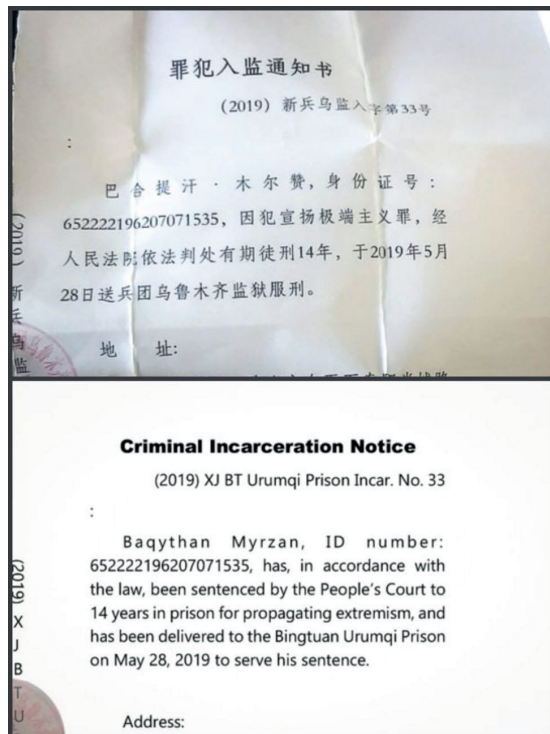 罪犯入监通知书
(2019) 新兵乌监入字第33号
:
巴合提汗·木尔赞，身份证号：
652222196207071535，因犯宣扬极端主义罪，经
人民法院依法判处有期徒刑14年，于2019年5月
28日送兵团乌鲁木齐监狱服刑。
地 址:
(2019) 新兵乌监
Criminal Incarceration Notice
(2019) XJ BT Urumqi Prison Incar. No. 33
:
Baqythan Myrzan, ID number:
652222196207071535, has, in accordance with
the law, been sentenced by the People's Court to
14 years in prison for propagating extremism, and
has been delivered to the Bingtuan Urumqi Prison
on May 28, 2019 to serve his sentence.
Address:
(2019) X J B T U